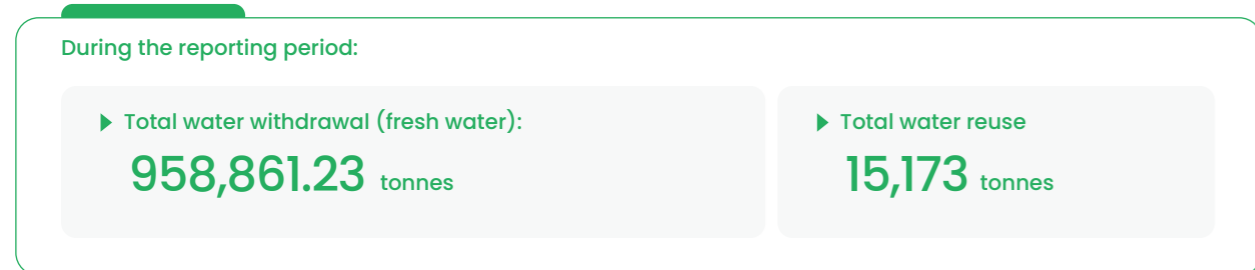 During the reporting period:
Total water withdrawal (fresh water):
958,861.23 tonnes
Total water reuse
15,173 tonnes